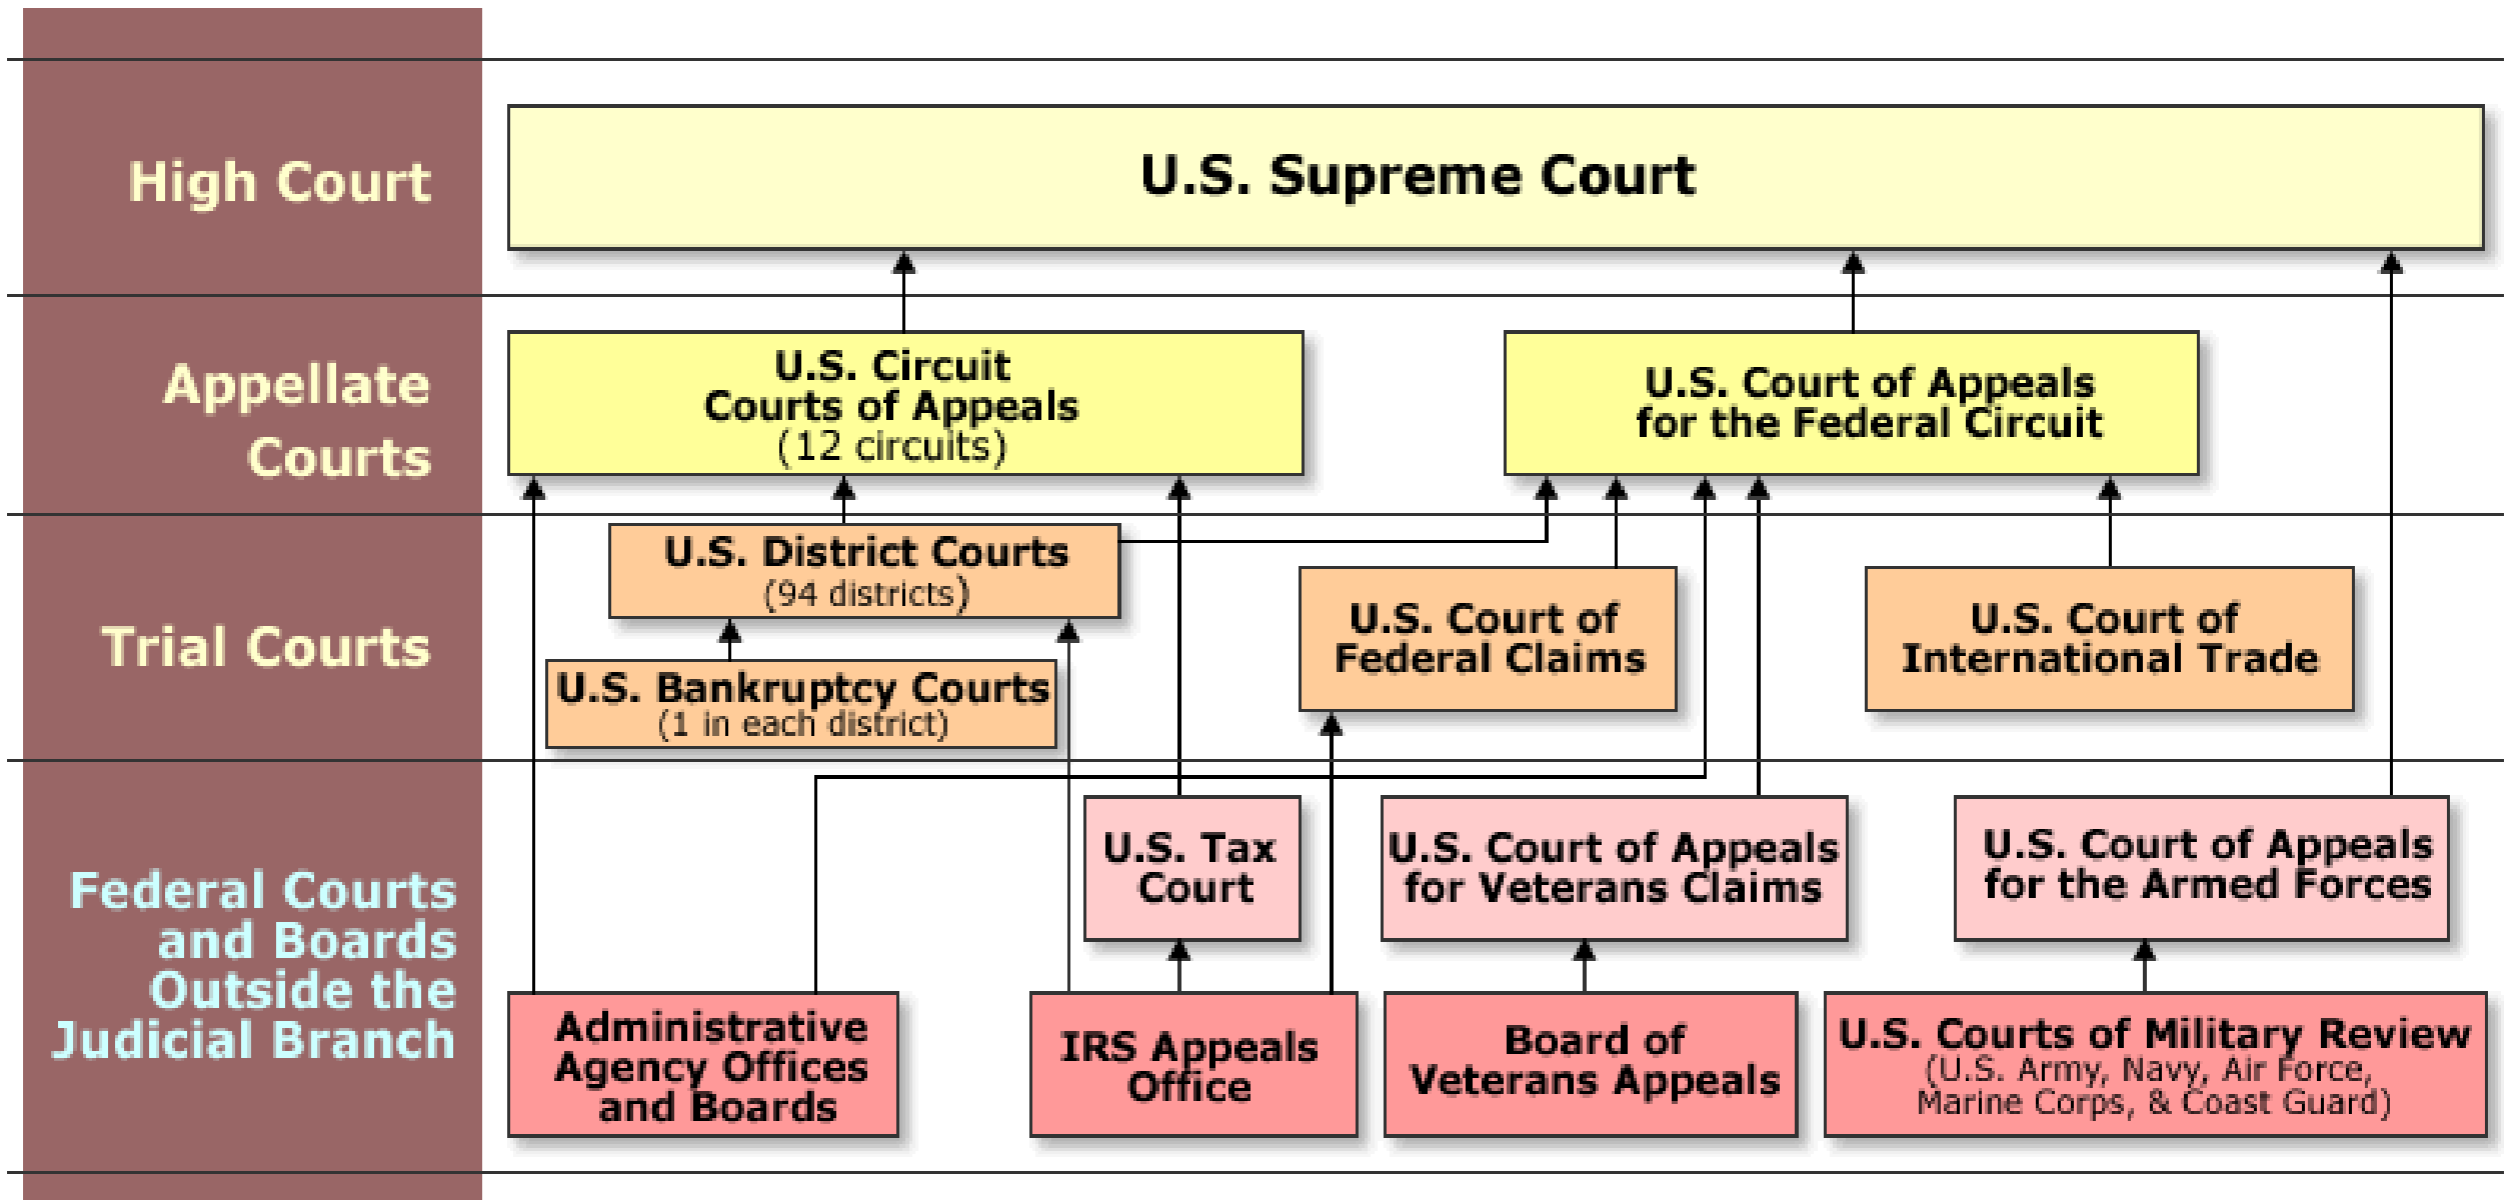 High Court
U.S. Supreme Court
Appellate
Courts
U.S. Circuit
Courts of Appeals
(12 circuits)
U.S. Court of Appeals
for the Federal Circuit
Trial Courts
U.S. District Courts
(94 districts)
U.S. Bankruptcy Courts
(1 in each district)
U.S. Court of
Federal Claims
U.S. Court of
International Trade
Federal Courts
and Boards
Outside the
Judicial Branch
U.S. Tax
Court
U.S. Court of Appeals
for Veterans Claims
U.S. Court of Appeals
for the Armed Forces
Administrative
Agency Offices
and Boards
IRS Appeals
Office
Board of
Veterans Appeals
U.S. Courts of Military Review
(U.S. Army, Navy, Air Force,
Marine Corps, & Coast Guard)